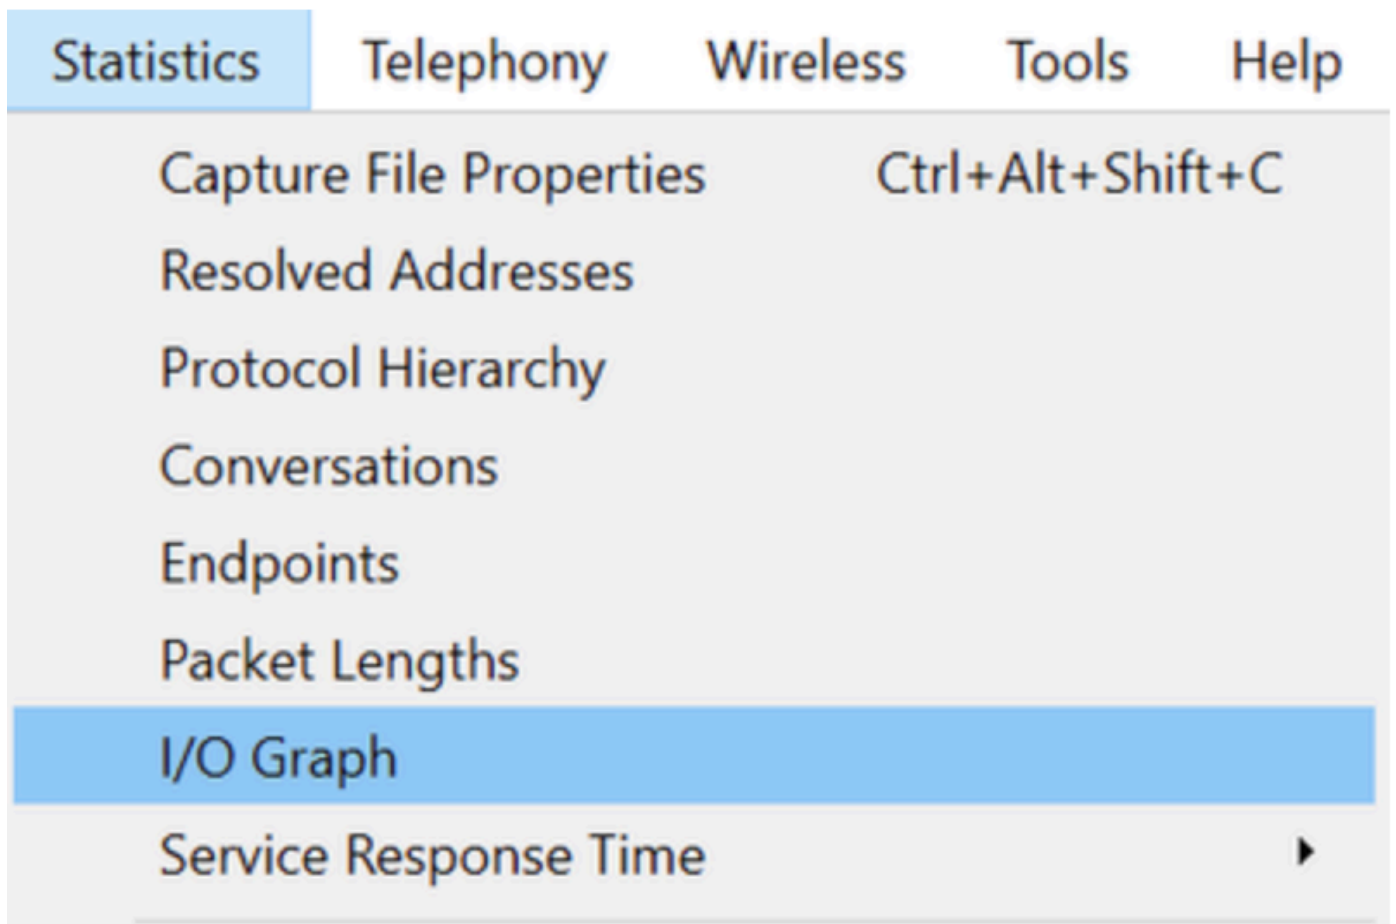 Statistics Telephony Wireless Tools Help
Capture File Properties Ctrl+Alt+Shift+C
Resolved Addresses
Protocol Hierarchy
Conversations
Endpoints
Packet Lengths
I/O Graph
Service Response Time